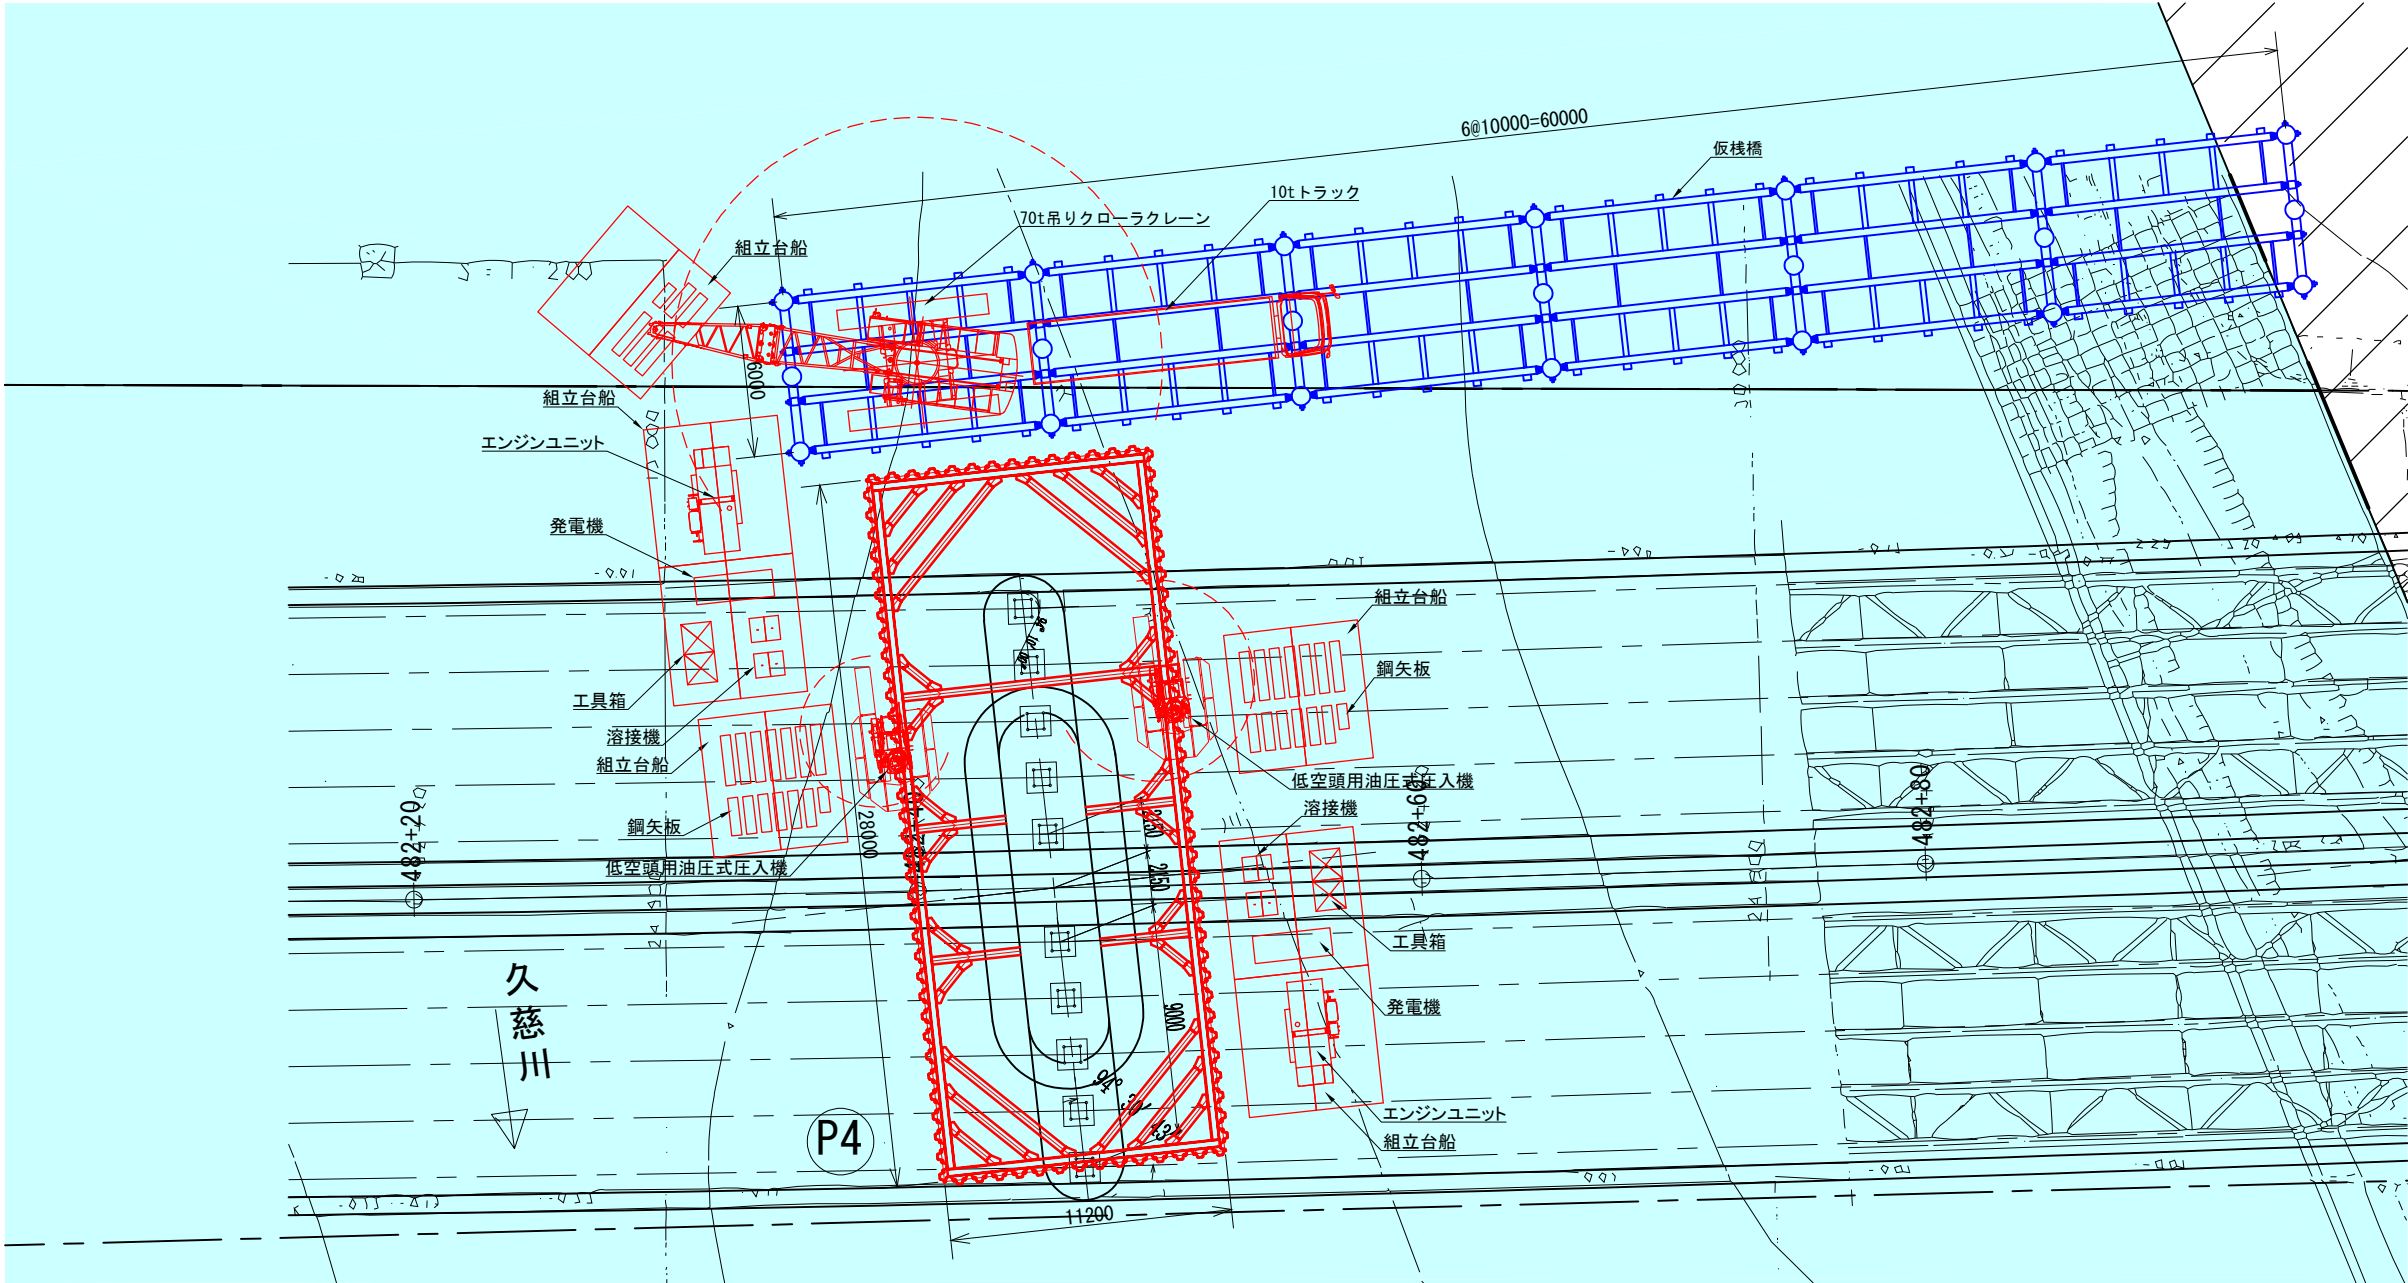 6@10000=60000
仮桟橋
10tトラック
70t吊りクローラクレーン
組立台船
6000
組立台船
エンジンユニット
発電機
組立台船
鋼矢板
工具箱
溶接機
組立台船
低空頭用油圧式圧入機
溶接機
482+20
482+60
482+80
鋼矢板
28000
低空頭用油圧式圧入機
2150
工具箱
久慈川
9000
発電機
94°
エンジンユニット
P4
組立台船
11200